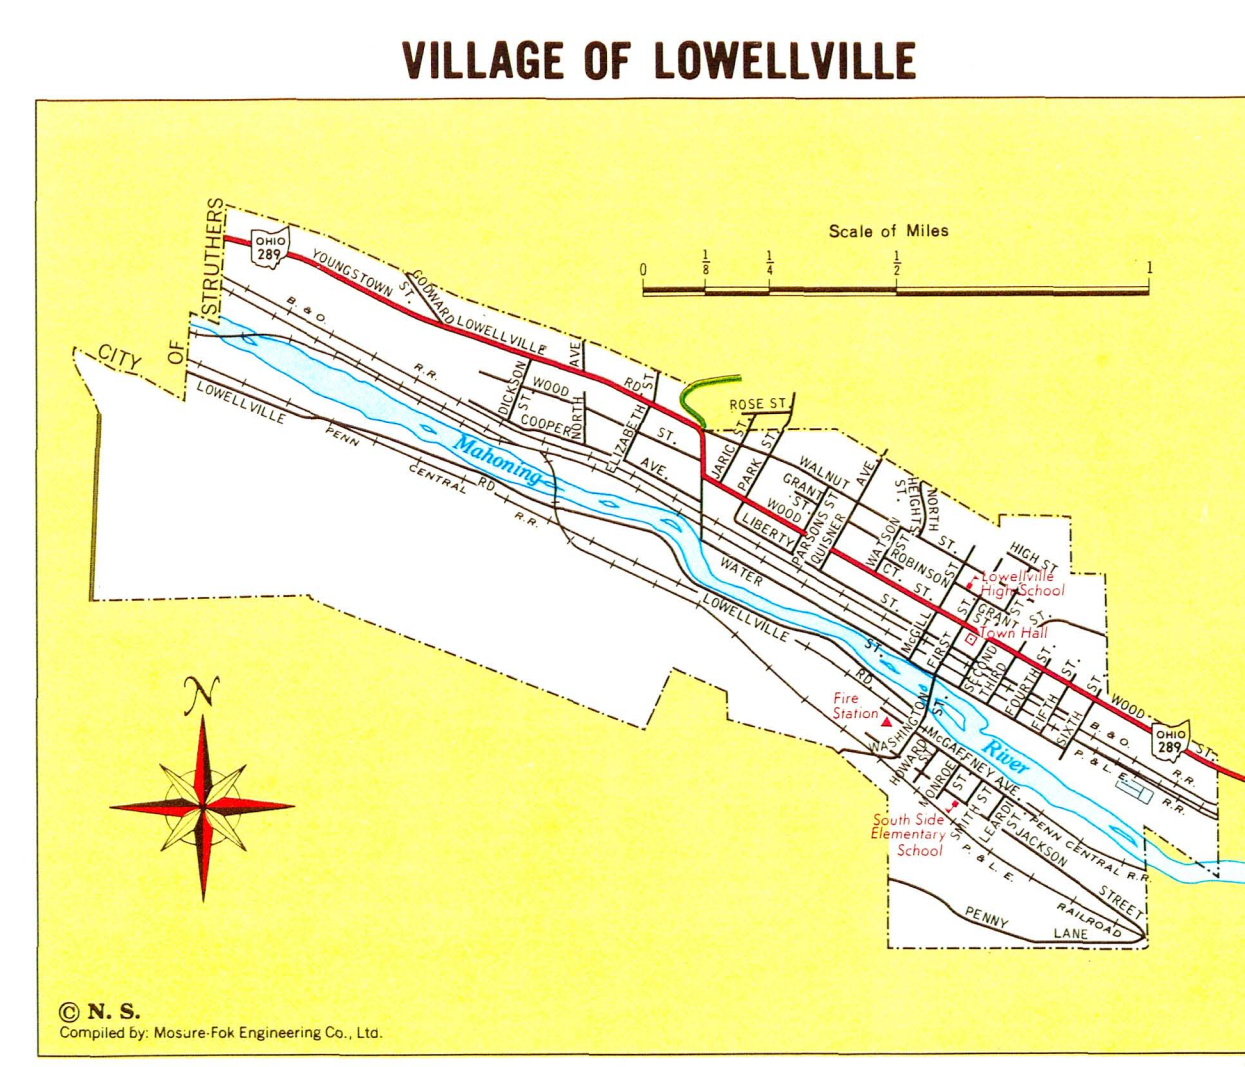 VILLAGE OF LOWELLVILLE
Scale of Miles
0 1/8 1/4 1/2 1
CITY OF STRUTHERS
OHIO 289
YOUNGSTOWN
LOWELLVILLE
RD
GODWARD ST.
B. & O. R.R.
DICKSON ST.
WOOD ST.
COOPER AVE.
NORTH AVE
ELIZABETH ST
LOWELLVILLE RD
PENN CENTRAL R.R.
Mahoning
ROSE ST.
JARIC ST.
PARK ST.
WALNUT ST.
GRANT ST.
WOOD ST.
LIBERTY
PARSONS ST
QUISNER AVE.
WATSON ST.
HEIGHTS ST.
NORTH
ROBINSON CT.
HIGH ST
Lowellville
High School
GRANT ST.
Town Hall
WATER ST.
LOWELLVILLE RD.
McGILL ST.
FIRST ST.
SECOND
THIRD
FOURTH ST.
FIFTH ST.
SIXTH ST.
WOOD ST.
OHIO 289
B. & O. R.R.
P. & L. E. R.R.
Fire
Station
WASHINGTON ST.
McGAFFNEY AVE.
River
HOWARD ST.
MONROE ST.
SMITH ST
LEARDI ST.
South Side
Elementary
School
JACKSON STREET
PENN CENTRAL R.R.
P. & L. E. RAILROAD
PENNY LANE
N
© N. S.
Compiled by: Mosure-Fok Engineering Co., Ltd.